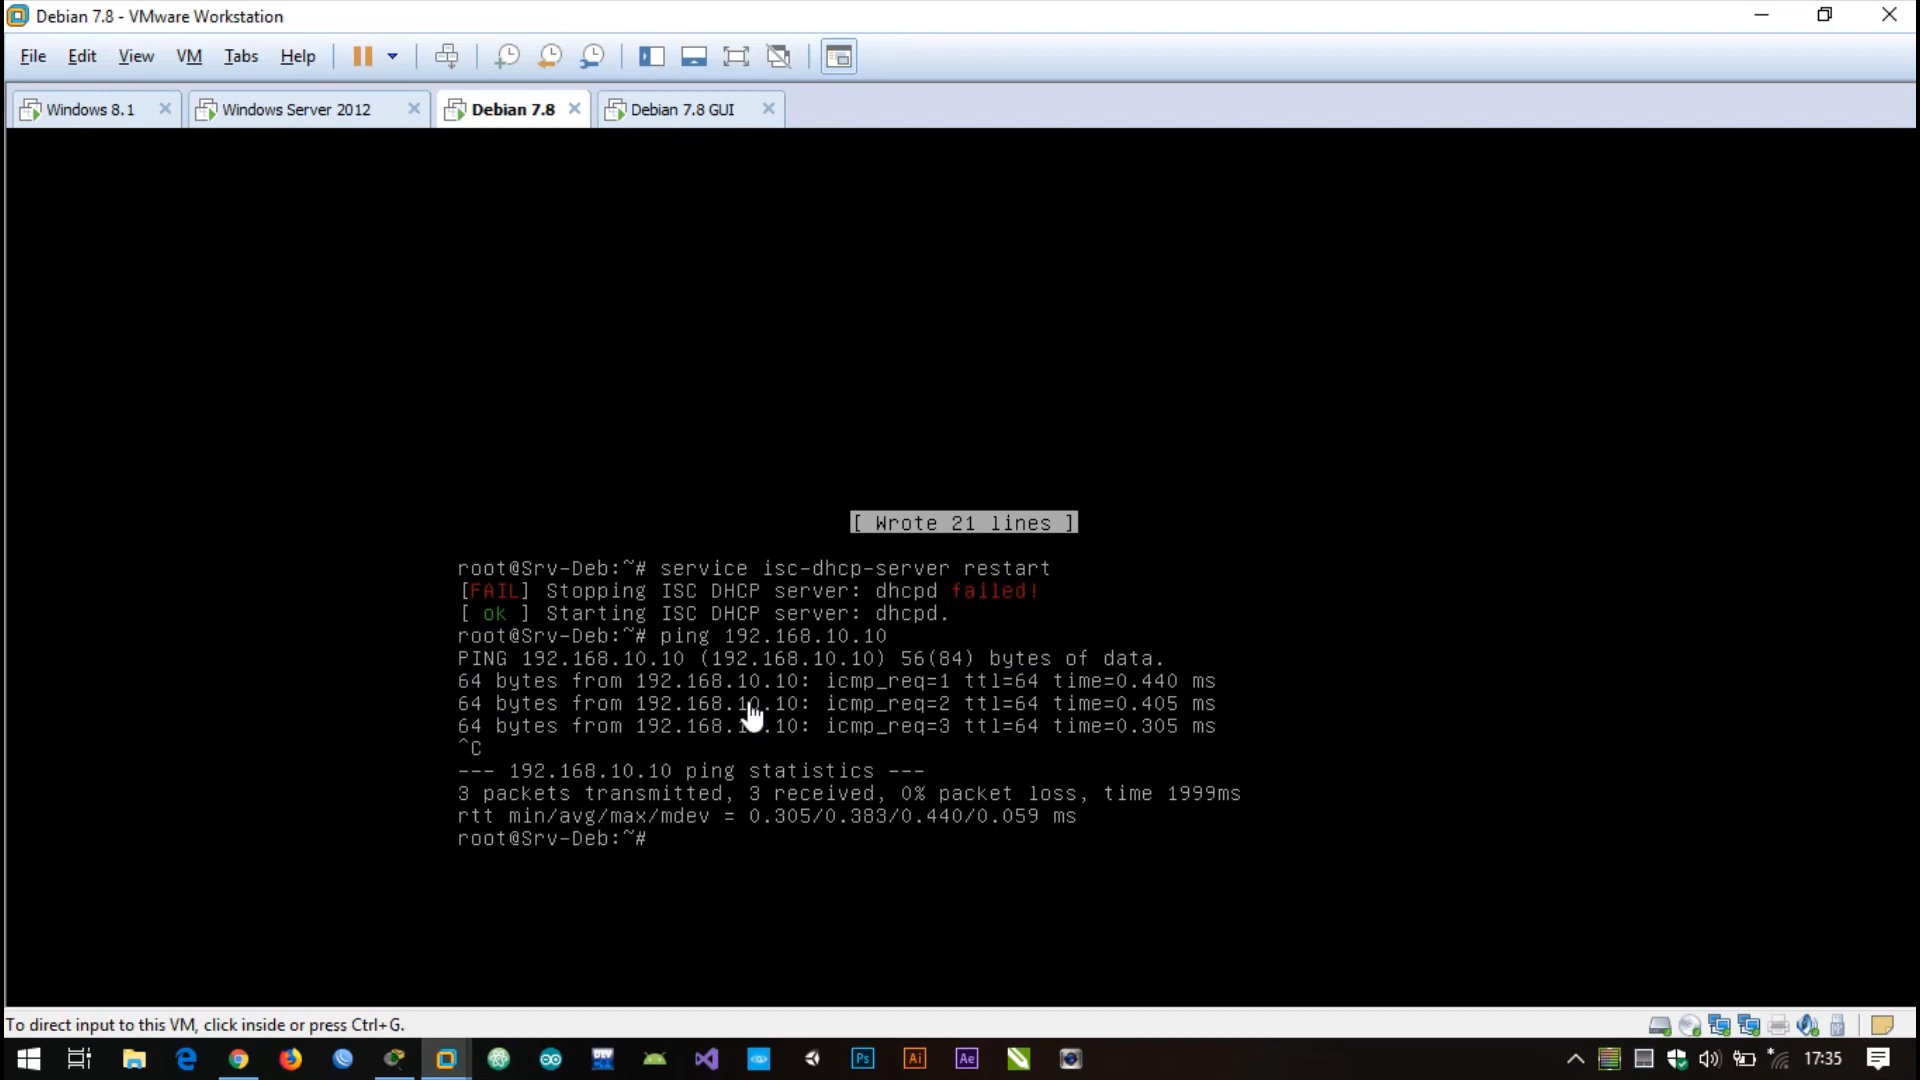 Debian 7.8 - VMware Workstation
File Edit View VM Tabs Help
Windows 8.1 Windows Server 2012 Debian 7.8 Debian 7.8 GUI
[ Wrote 21 lines ]
root@Srv-Deb:~# service isc-dhcp-server restart
[FAIL] Stopping ISC DHCP server: dhcpd failed!
[ ok ] Starting ISC DHCP server: dhcpd.
root@Srv-Deb:~# ping 192.168.10.10
PING 192.168.10.10 (192.168.10.10) 56(84) bytes of data.
64 bytes from 192.168.10.10: icmp_req=1 ttl=64 time=0.440 ms
64 bytes from 192.168.10.10: icmp_req=2 ttl=64 time=0.405 ms
64 bytes from 192.168.10.10: icmp_req=3 ttl=64 time=0.305 ms
^C
--- 192.168.10.10 ping statistics ---
3 packets transmitted, 3 received, 0% packet loss, time 1999ms
rtt min/avg/max/mdev = 0.305/0.383/0.440/0.059 ms
root@Srv-Deb:~#
To direct input to this VM, click inside or press Ctrl+G.
DEV Ps Ai Ae 17:35